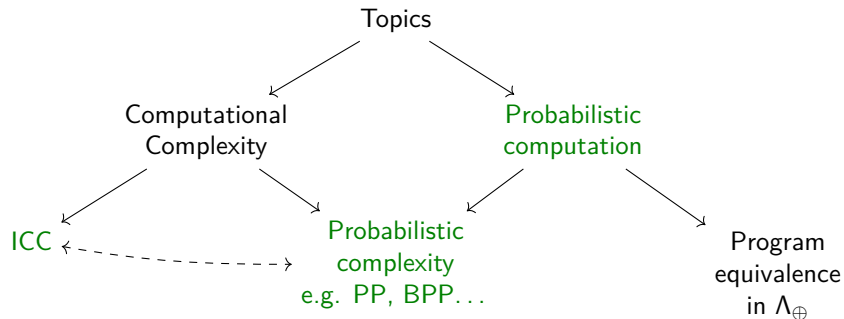 Topics
Computational
Complexity
Probabilistic
computation
ICC
Probabilistic
complexity
e.g. PP, BPP...
Program
equivalence
in Λ⊕